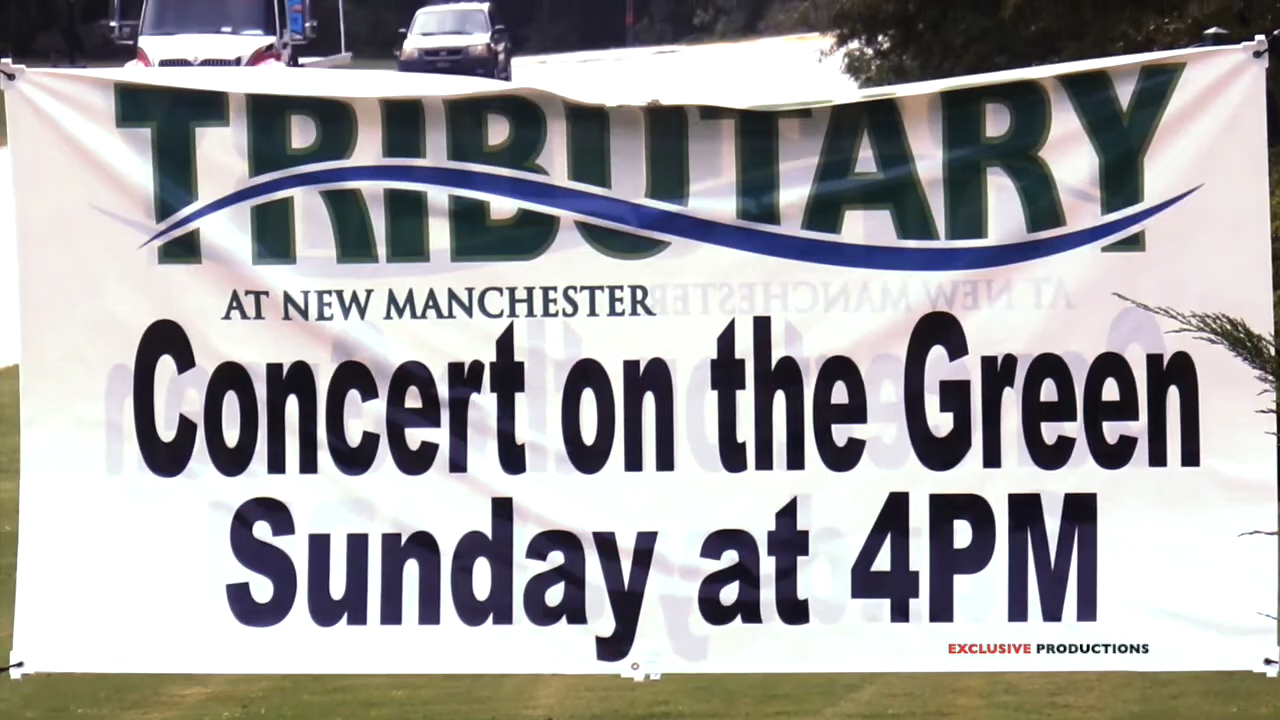 TRIBUTARY
AT NEW MANCHESTER
Concert on the Green
Sunday at 4PM
EXCLUSIVE PRODUCTIONS